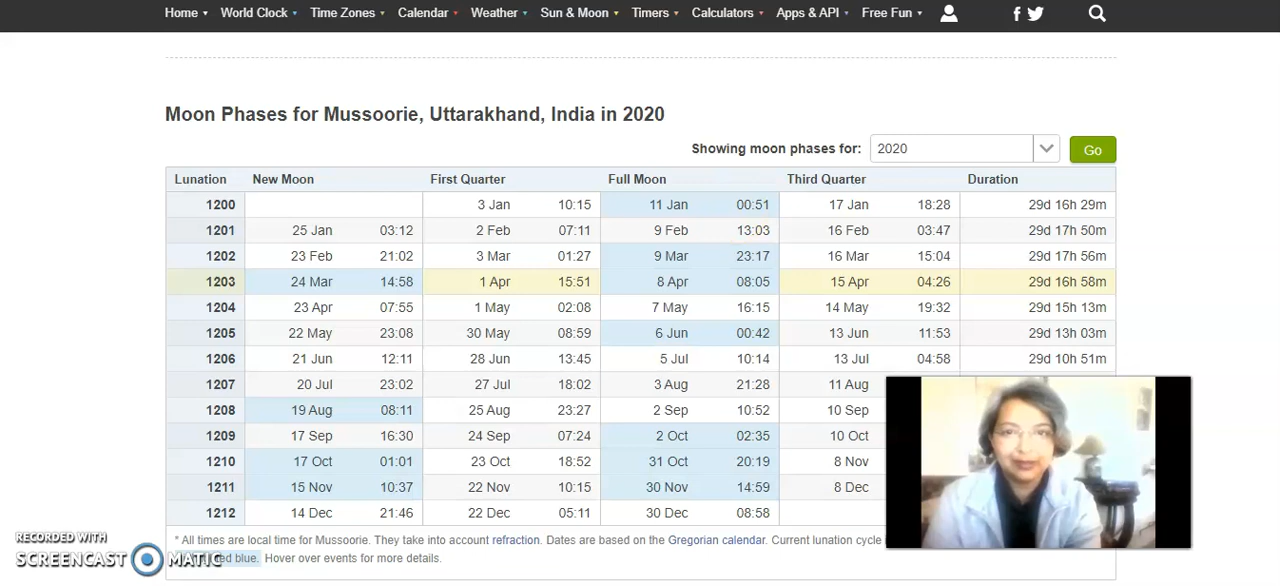 Home World Clock Time Zones Calendar Weather Sun & Moon Timers Calculators Apps & API Free Fun
Moon Phases for Mussoorie, Uttarakhand, India in 2020
Showing moon phases for: 2020 Go
Lunation New Moon First Quarter Full Moon Third Quarter Duration
1200 3 Jan 10:15 11 Jan 00:51 17 Jan 18:28 29d 16h 29m
1201 25 Jan 03:12 2 Feb 07:11 9 Feb 13:03 16 Feb 03:47 29d 17h 50m
1202 23 Feb 21:02 3 Mar 01:27 9 Mar 23:17 16 Mar 15:04 29d 17h 56m
1203 24 Mar 14:58 1 Apr 15:51 8 Apr 08:05 15 Apr 04:26 29d 16h 58m
1204 23 Apr 07:55 1 May 02:08 7 May 16:15 14 May 19:32 29d 15h 13m
1205 22 May 23:08 30 May 08:59 6 Jun 00:42 13 Jun 11:53 29d 13h 03m
1206 21 Jun 12:11 28 Jun 13:45 5 Jul 10:14 13 Jul 04:58 29d 10h 51m
1207 20 Jul 23:02 27 Jul 18:02 3 Aug 21:28 11 Aug
1208 19 Aug 08:11 25 Aug 23:27 2 Sep 10:52 10 Sep
1209 17 Sep 16:30 24 Sep 07:24 2 Oct 02:35 10 Oct
1210 17 Oct 01:01 23 Oct 18:52 31 Oct 20:19 8 Nov
1211 15 Nov 10:37 22 Nov 10:15 30 Nov 14:59 8 Dec
1212 14 Dec 21:46 22 Dec 05:11 30 Dec 08:58
* All times are local time for Mussoorie. They take into account refraction. Dates are based on the Gregorian calendar. Current lunation cycle
blue. Hover over events for more details.
RECORDED WITH
SCREENCAST MATIC